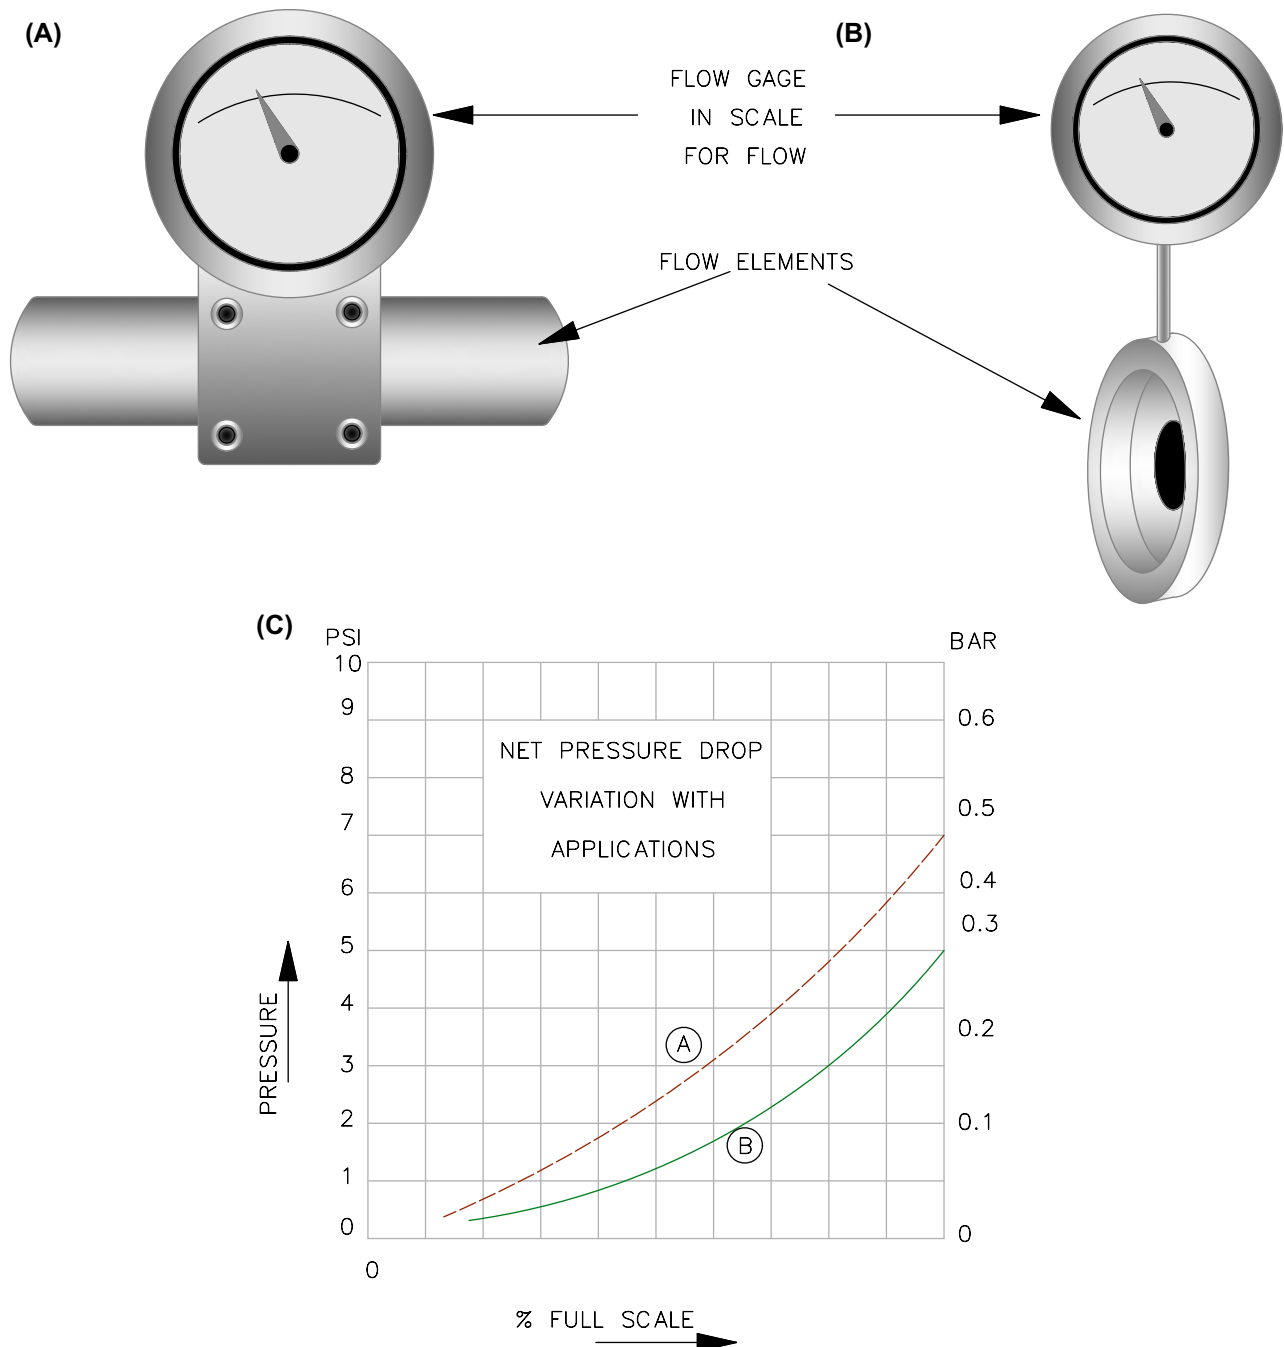 (A)
(B)
FLOW GAGE
IN SCALE
FOR FLOW
FLOW ELEMENTS
(C)
PSI
BAR
10
9
8
7
6
5
4
3
2
1
0
0.6
0.5
0.4
0.3
0.2
0.1
0
NET PRESSURE DROP
VARIATION WITH
APPLICATIONS
A
B
PRESSURE
0
% FULL SCALE